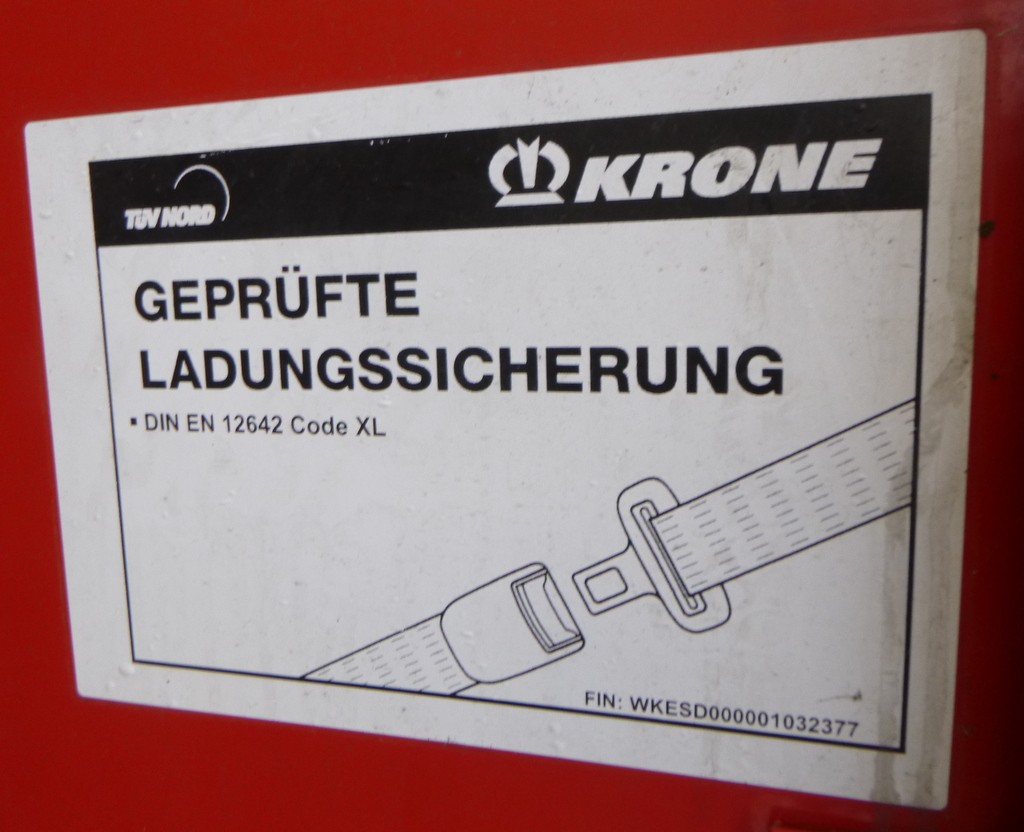 TÜV NORD
KRONE
GEPRÜFTE
LADUNGSSICHERUNG
▪ DIN EN 12642 Code XL
FIN: WKESD000001032377